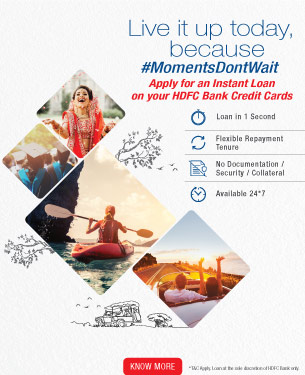 Live it up today,
because
#MomentsDontWait
Apply for an Instant Loan
on your HDFC Bank Credit Cards
Loan in 1 Second
Flexible Repayment
Tenure
No Documentation /
Security / Collateral
Available 24*7
KNOW MORE
*T&C Apply. Loan at the sole discretion of HDFC Bank only.